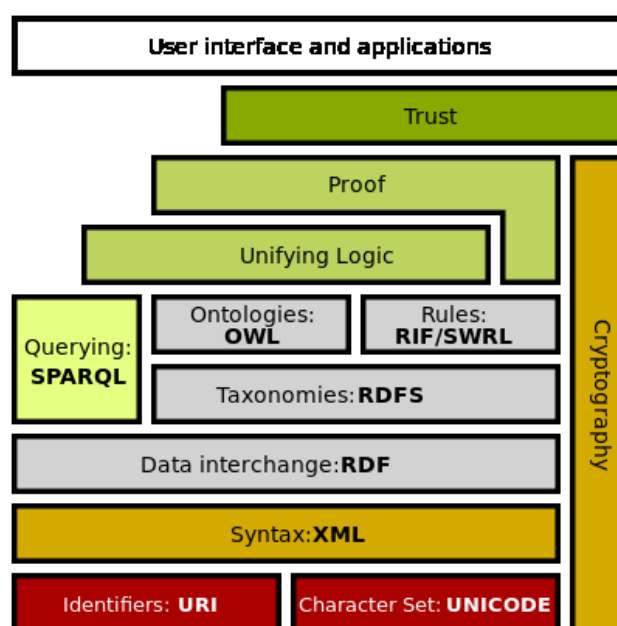 User interface and applications
Trust
Proof
Unifying Logic
Ontologies:
OWL
Rules:
RIF/SWRL
Querying:
SPARQL
Taxonomies: RDFS
Cryptography
Data interchange:RDF
Syntax:XML
Identifiers: URI
Character Set: UNICODE